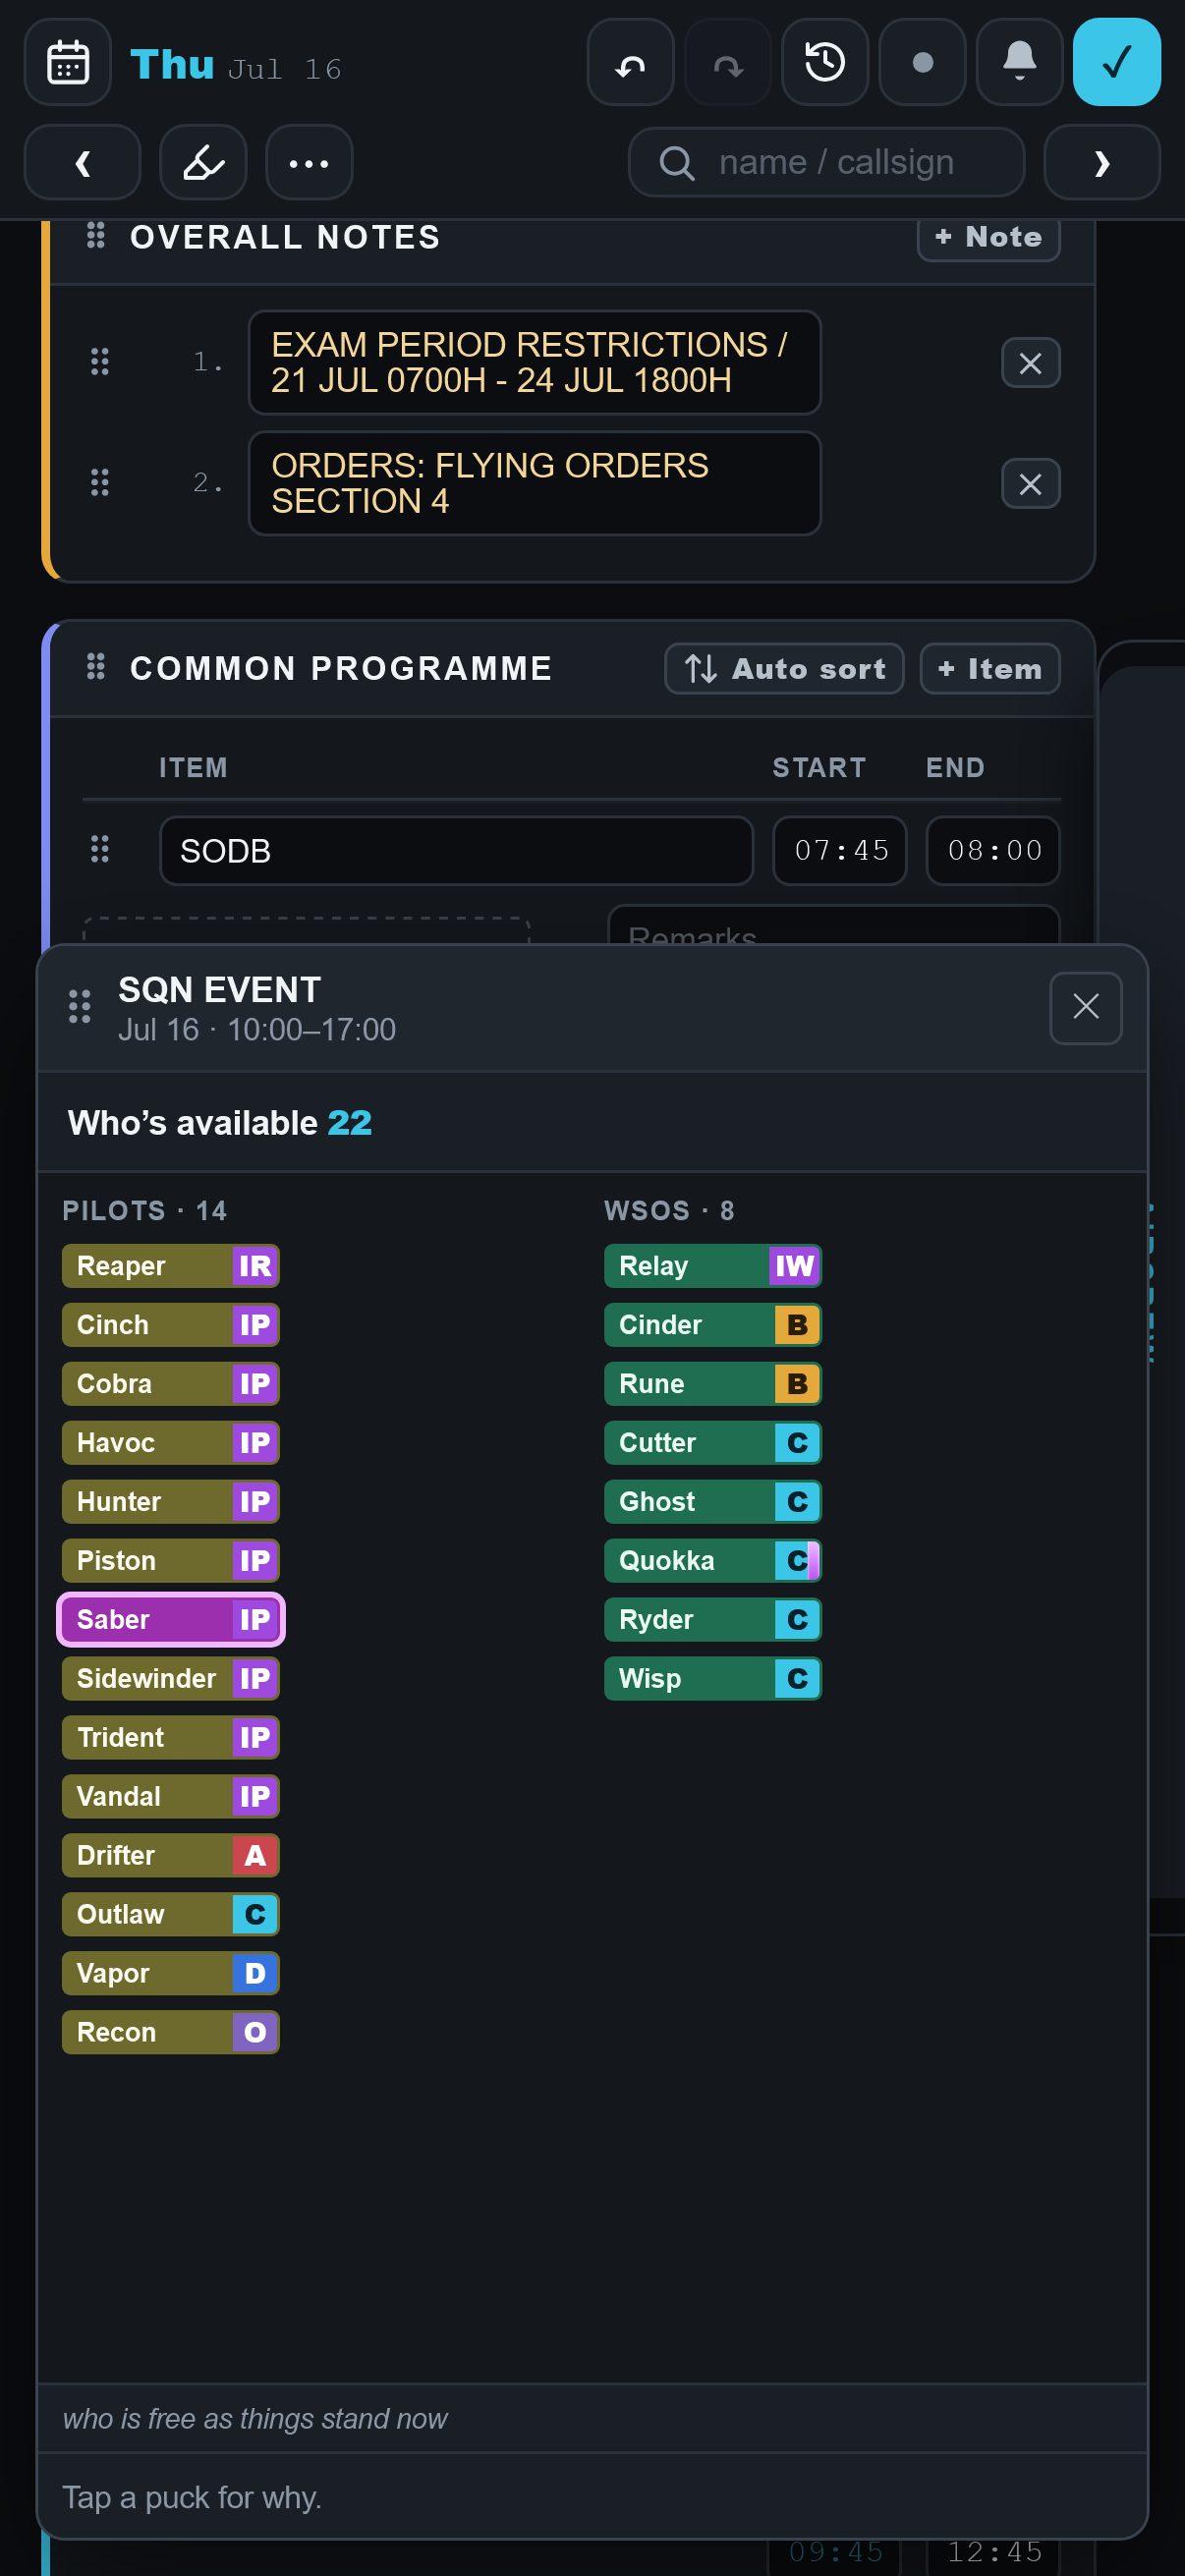 Thu Jul 16
name / callsign
OVERALL NOTES
+ Note
1. EXAM PERIOD RESTRICTIONS /
21 JUL 0700H - 24 JUL 1800H
2. ORDERS: FLYING ORDERS
SECTION 4
COMMON PROGRAMME
Auto sort
+ Item
ITEM START END
SODB 07:45 08:00
Remarks
SQN EVENT
Jul 16 · 10:00–17:00
Who’s available 22
PILOTS · 14
Reaper IR
Cinch IP
Cobra IP
Havoc IP
Hunter IP
Piston IP
Saber IP
Sidewinder IP
Trident IP
Vandal IP
Drifter A
Outlaw C
Vapor D
Recon O
WSOS · 8
Relay IW
Cinder B
Rune B
Cutter C
Ghost C
Quokka C
Ryder C
Wisp C
who is free as things stand now
Tap a puck for why.
09:45 12:45